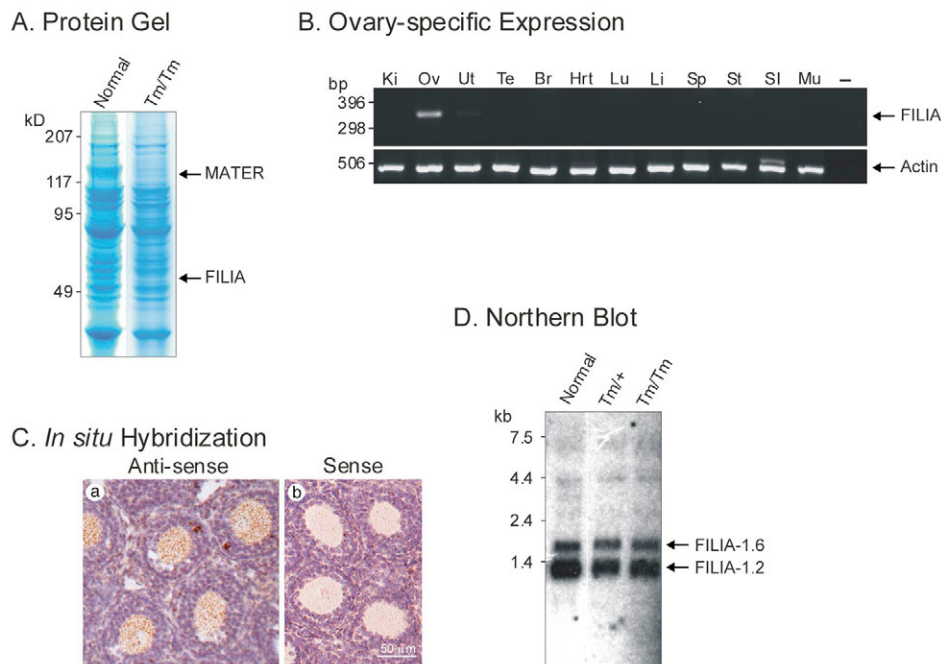 A. Protein Gel
Normal Tm/Tm
kD
207
117
95
49
MATER
FILIA
B. Ovary-specific Expression
Ki Ov Ut Te Br Hrt Lu Li Sp St SI Mu –
bp
396
298
506
FILIA
Actin
C. In situ Hybridization
Anti-sense Sense
a b
50 µm
D. Northern Blot
Normal Tm/+ Tm/Tm
kb
7.5
4.4
2.4
1.4
FILIA-1.6
FILIA-1.2